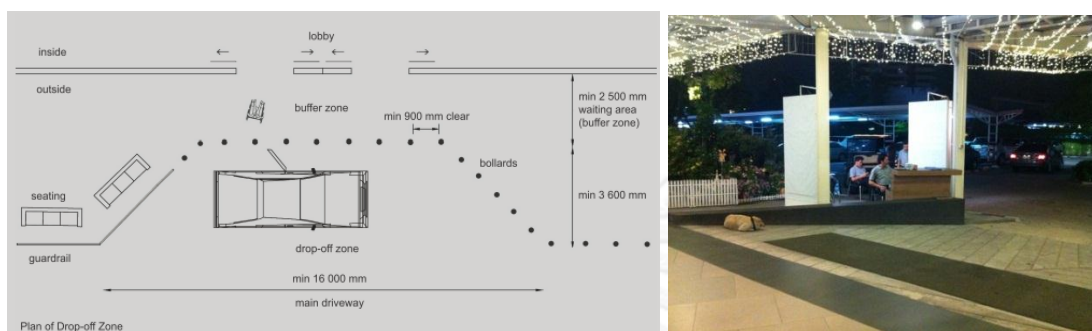 lobby
inside
outside
buffer zone
min 2 500 mm
waiting area
(buffer zone)
min 900 mm clear
bollards
seating
min 3 600 mm
guardrail
drop-off zone
min 16 000 mm
main driveway
Plan of Drop-off Zone